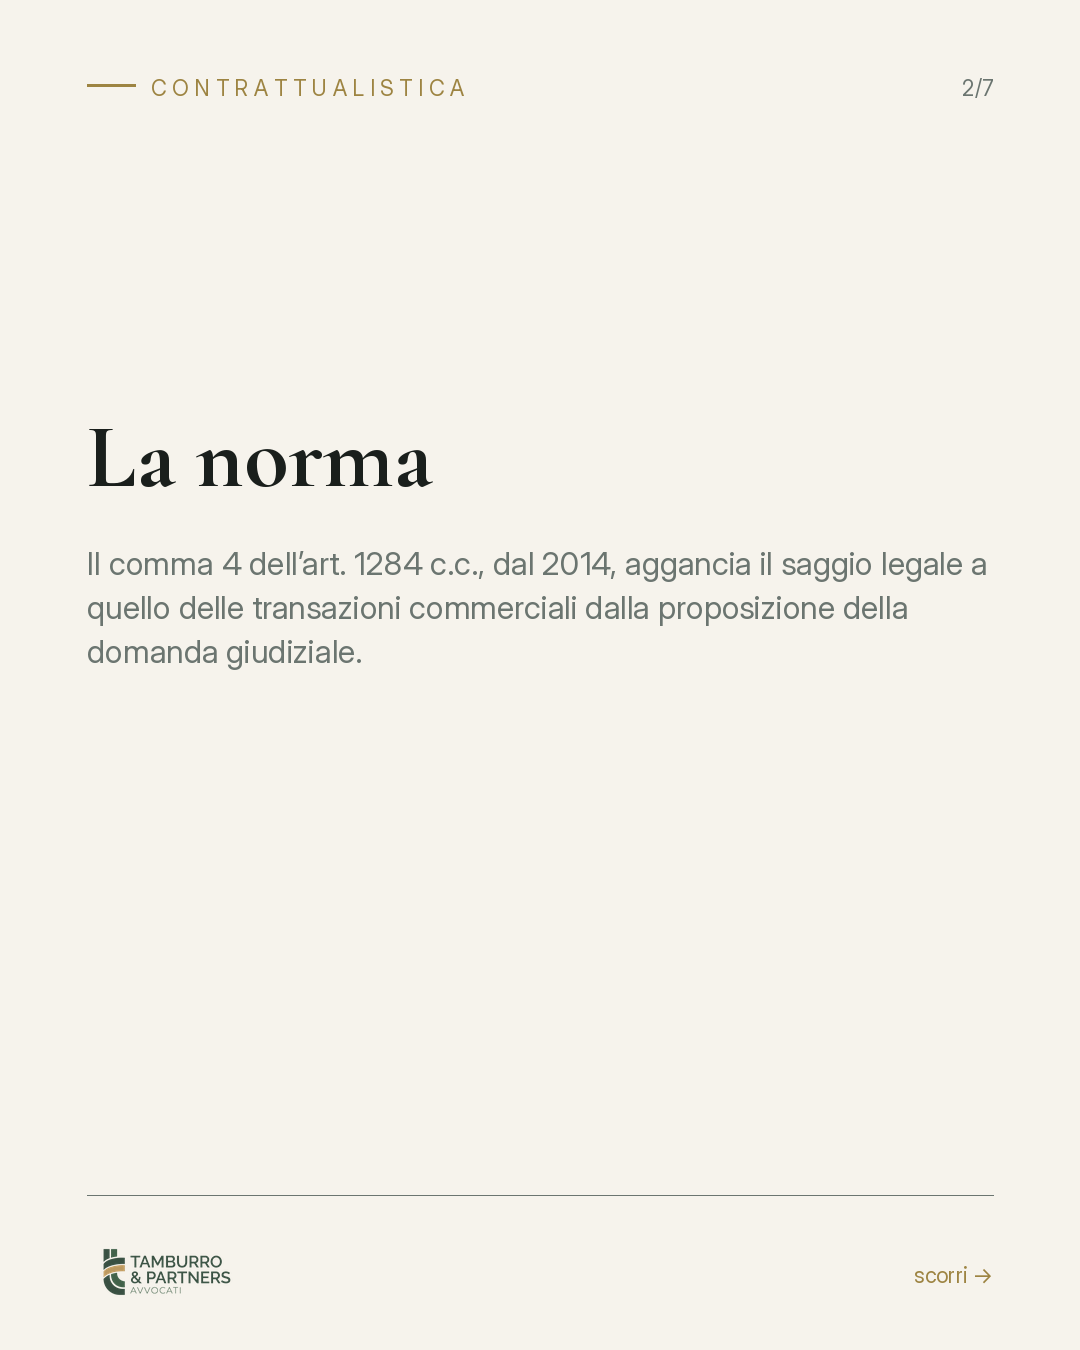 CONTRATTUALISTICA
2/7
La norma
Il comma 4 dell’art. 1284 c.c., dal 2014, aggancia il saggio legale a
quello delle transazioni commerciali dalla proposizione della
domanda giudiziale.
TAMBURRO
& PARTNERS
AVVOCATI
scorri →